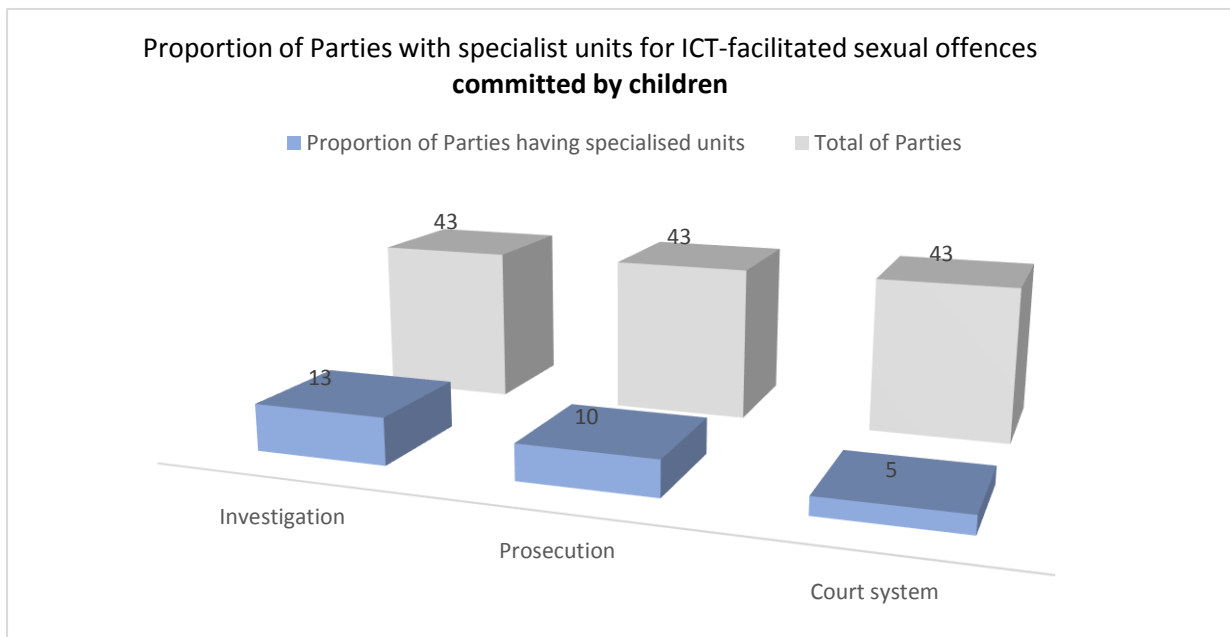 Proportion of Parties with specialist units for ICT-facilitated sexual offences
committed by children
Proportion of Parties having specialised units
Total of Parties
43
43
43
13
10
5
Investigation
Prosecution
Court system